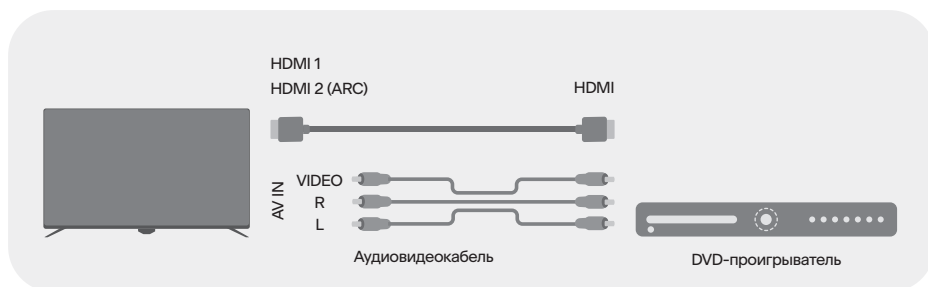 HDMI 1
HDMI 2 (ARC)
HDMI
AV IN
VIDEO
R
L
Аудиовидеокабель
DVD-проигрыватель